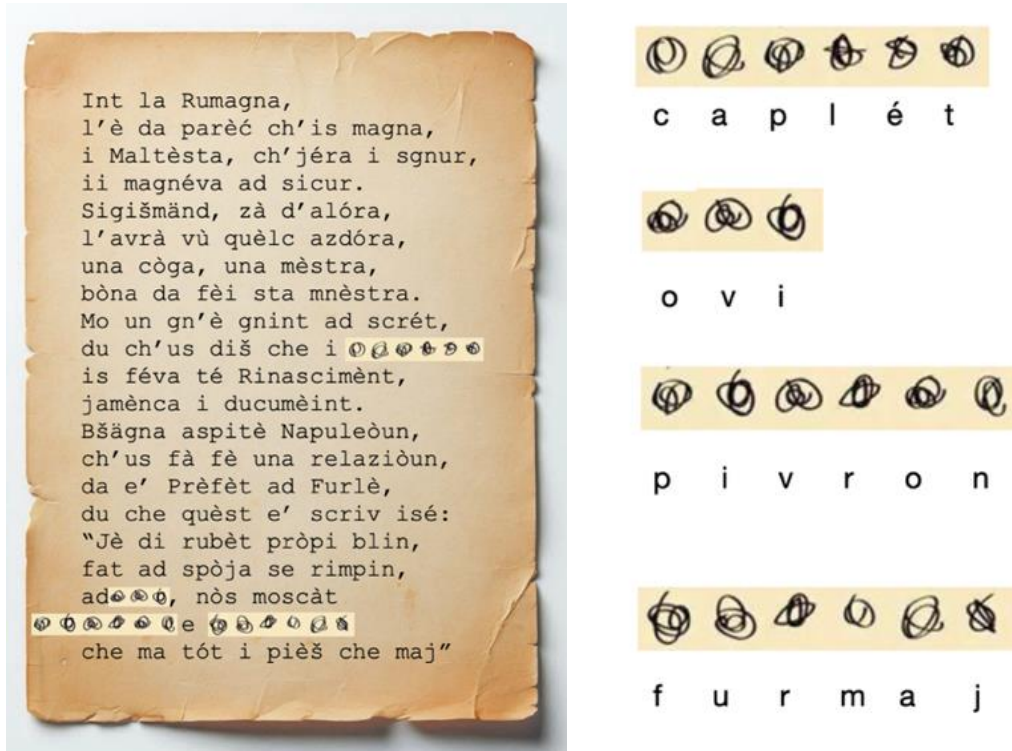 Int la Rumagna,
l'è da parèć ch'is magna,
i Maltèsta, ch'jéra i sgnur,
ii magnéva ad sicur.
Sigišmänd, zà d'alóra,
l'avrà vù quèlc azdóra,
una còga, una mèstra,
bòna da fèi sta mnèstra.
Mo un gn'è gnint ad scrét,
du ch'us diš che i
is féva té Rinascimènt,
jamènca i ducumèint.
Bšägna aspitè Napuleòun,
ch'us fà fè una relaziòun,
da e' Prèfèt ad Furlè,
du che quèst e' scriv isé:
"Jè di rubèt pròpi blin,
fat ad spòja se rimpin,
ad , nòs moscàt
e
che ma tót i pièš che maj"
c a p l é t
o v i
p i v r o n
f u r m a j